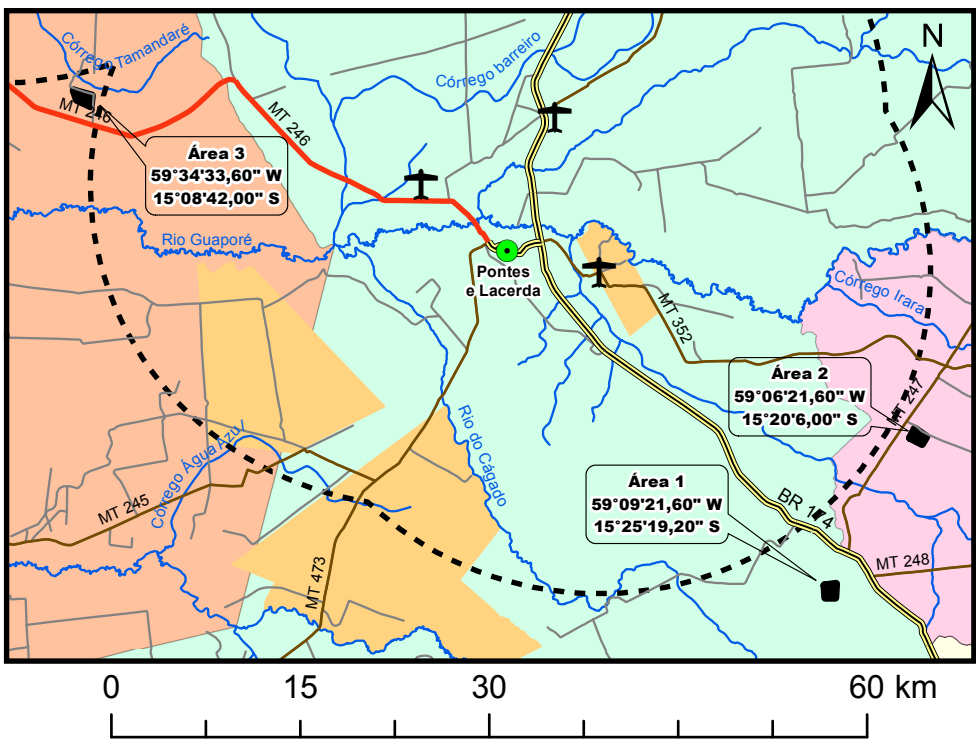 Córrego Tamandaré
Córrego barreiro
N
MT 246
MT 246
Área 3
59°34'33,60" W
15°08'42,00" S
Rio Guaporé
Pontes
e Lacerda
Córrego Irara
MT 352
Área 2
59°06'21,60" W
15°20'6,00" S
MT 247
Rio do Cágado
Córrego Água Azul
Área 1
59°09'21,60" W
15°25'19,20" S
MT 245
BR 174
MT 473
MT 248
0 15 30 60 km